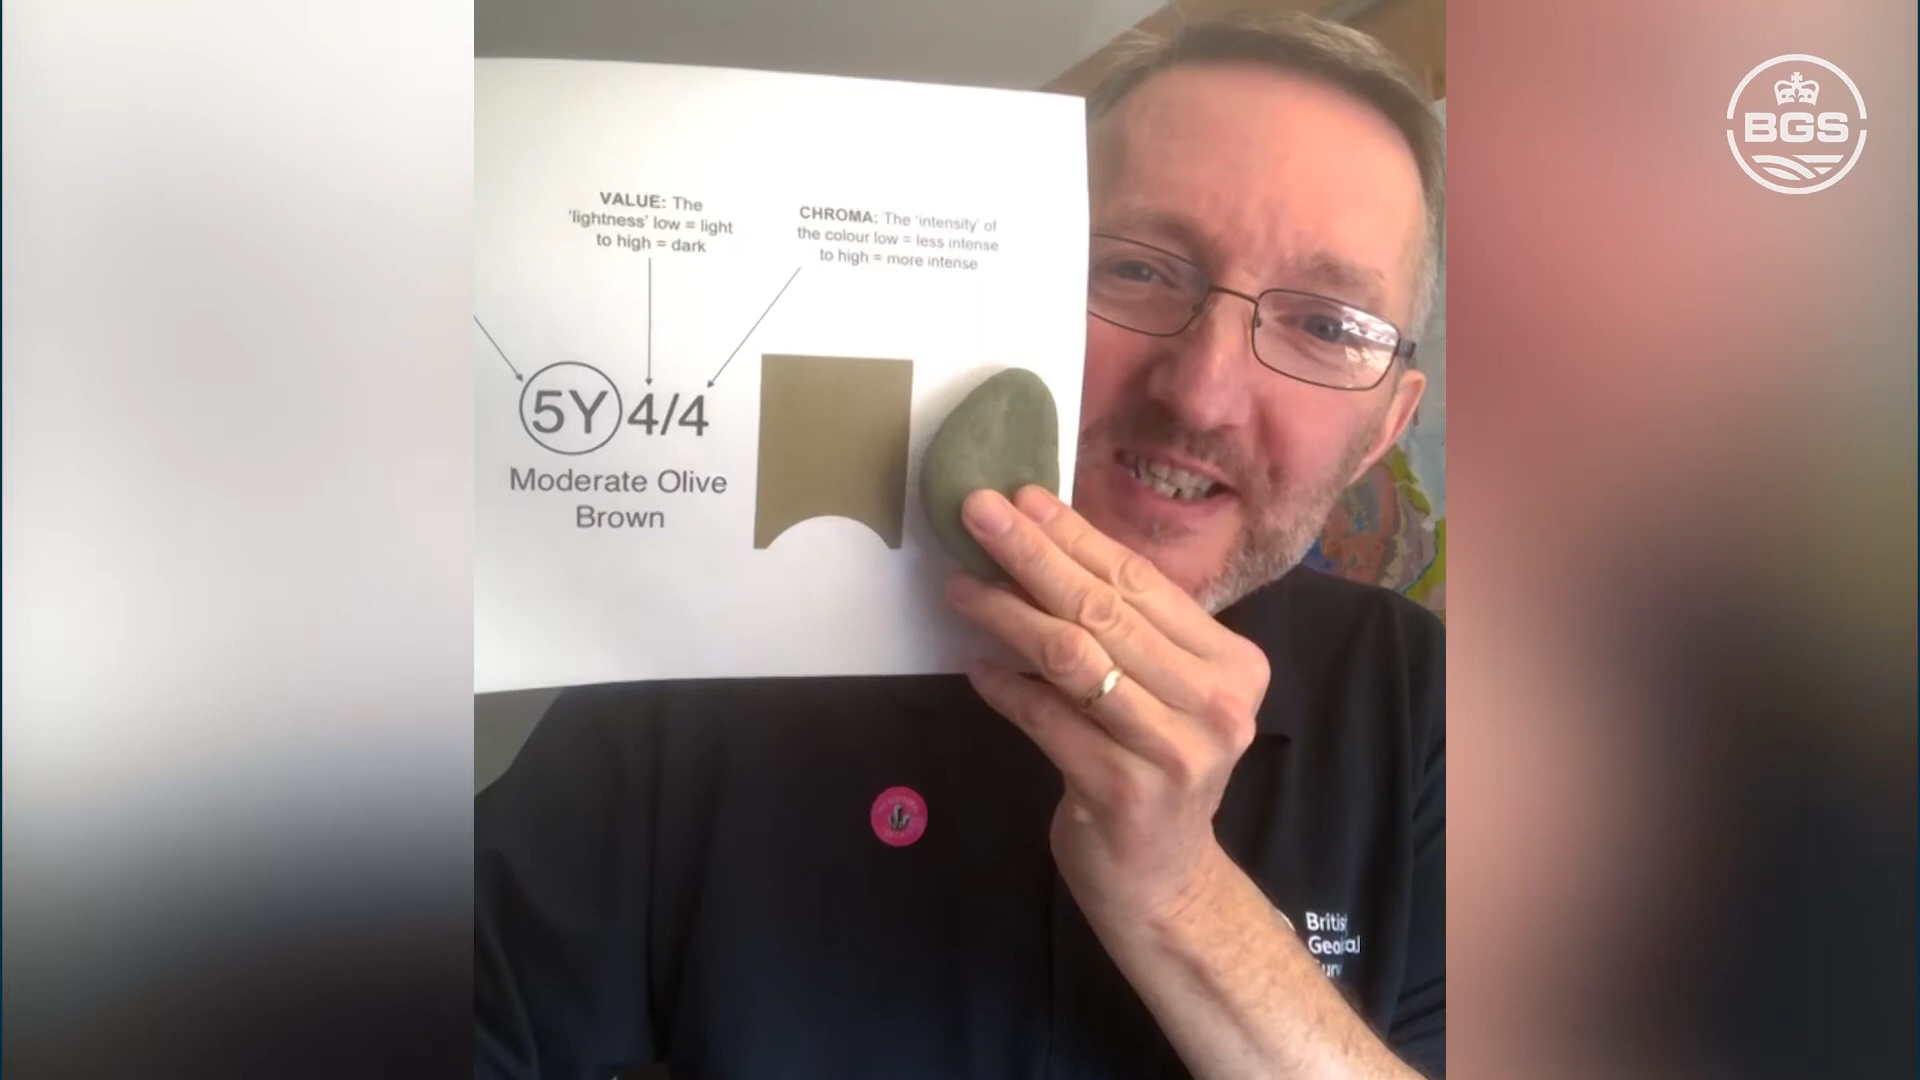 BGS
VALUE: The
'lightness' low = light
to high = dark
CHROMA: The 'intensity' of
the colour low = less intense
to high = more intense
5Y 4/4
Moderate Olive
Brown
British